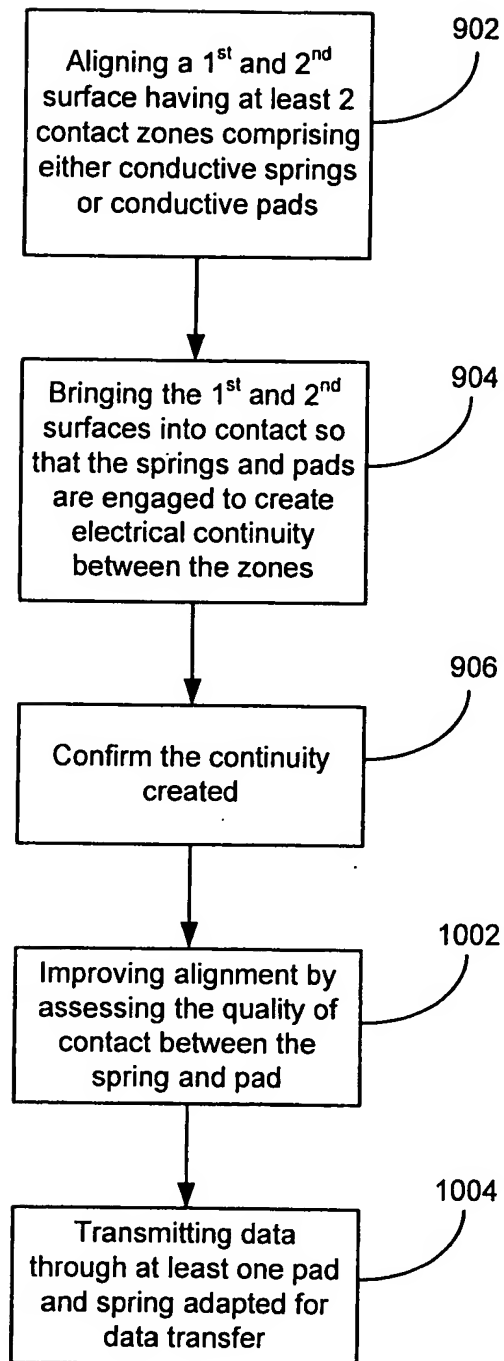 902
Aligning a 1st and 2nd
surface having at least 2
contact zones comprising
either conductive springs
or conductive pads
904
Bringing the 1st and 2nd
surfaces into contact so
that the springs and pads
are engaged to create
electrical continuity
between the zones
906
Confirm the continuity
created
1002
Improving alignment by
assessing the quality of
contact between the
spring and pad
1004
Transmitting data
through at least one pad
and spring adapted for
data transfer